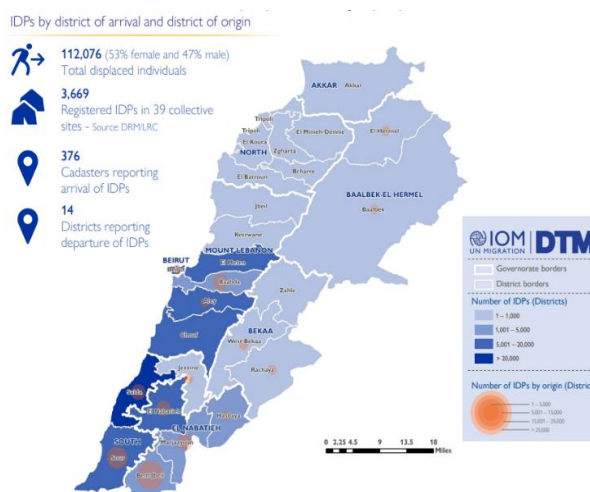 IDPs by district of arrival and district of origin
112,076 (53% female and 47% male)
Total displaced individuals
3,669
Registered IDPs in 39 collective
sites - Source: DRM/LRC
376
Cadasters reporting
arrival of IDPs
14
Districts reporting
departure of IDPs
AKKAR
Akkar
Tripoli
Tripoli
El Koura
El Minieh-Dennie
El Hermel
NORTH
Zgharta
Bcharre
El Batroun
BAALBEK-EL HERMEL
Jbeil
Baalbek
Kesrwane
MOUNT LEBANON
BEIRUT
El Meten
Baabda
Zahle
Aley
BEKAA
Chouf
West Bekaa
Jezzine
Rachaya
Saida
El Nabatieh
Hasbaya
EL NABATIEH
SOUTH
Marjaayoun
Sour
Bent Jbeil
0 2.25 4.5 9 13.5 18
Miles
IOM DTM
UN MIGRATION
Governorate borders
District borders
Number of IDPs (Districts)
1 - 1,000
1,001 - 5,000
5,001 - 20,000
> 20,000
Number of IDPs by origin (Distric
5,001 - 15,000
15,001 - 20,000
> 20,000